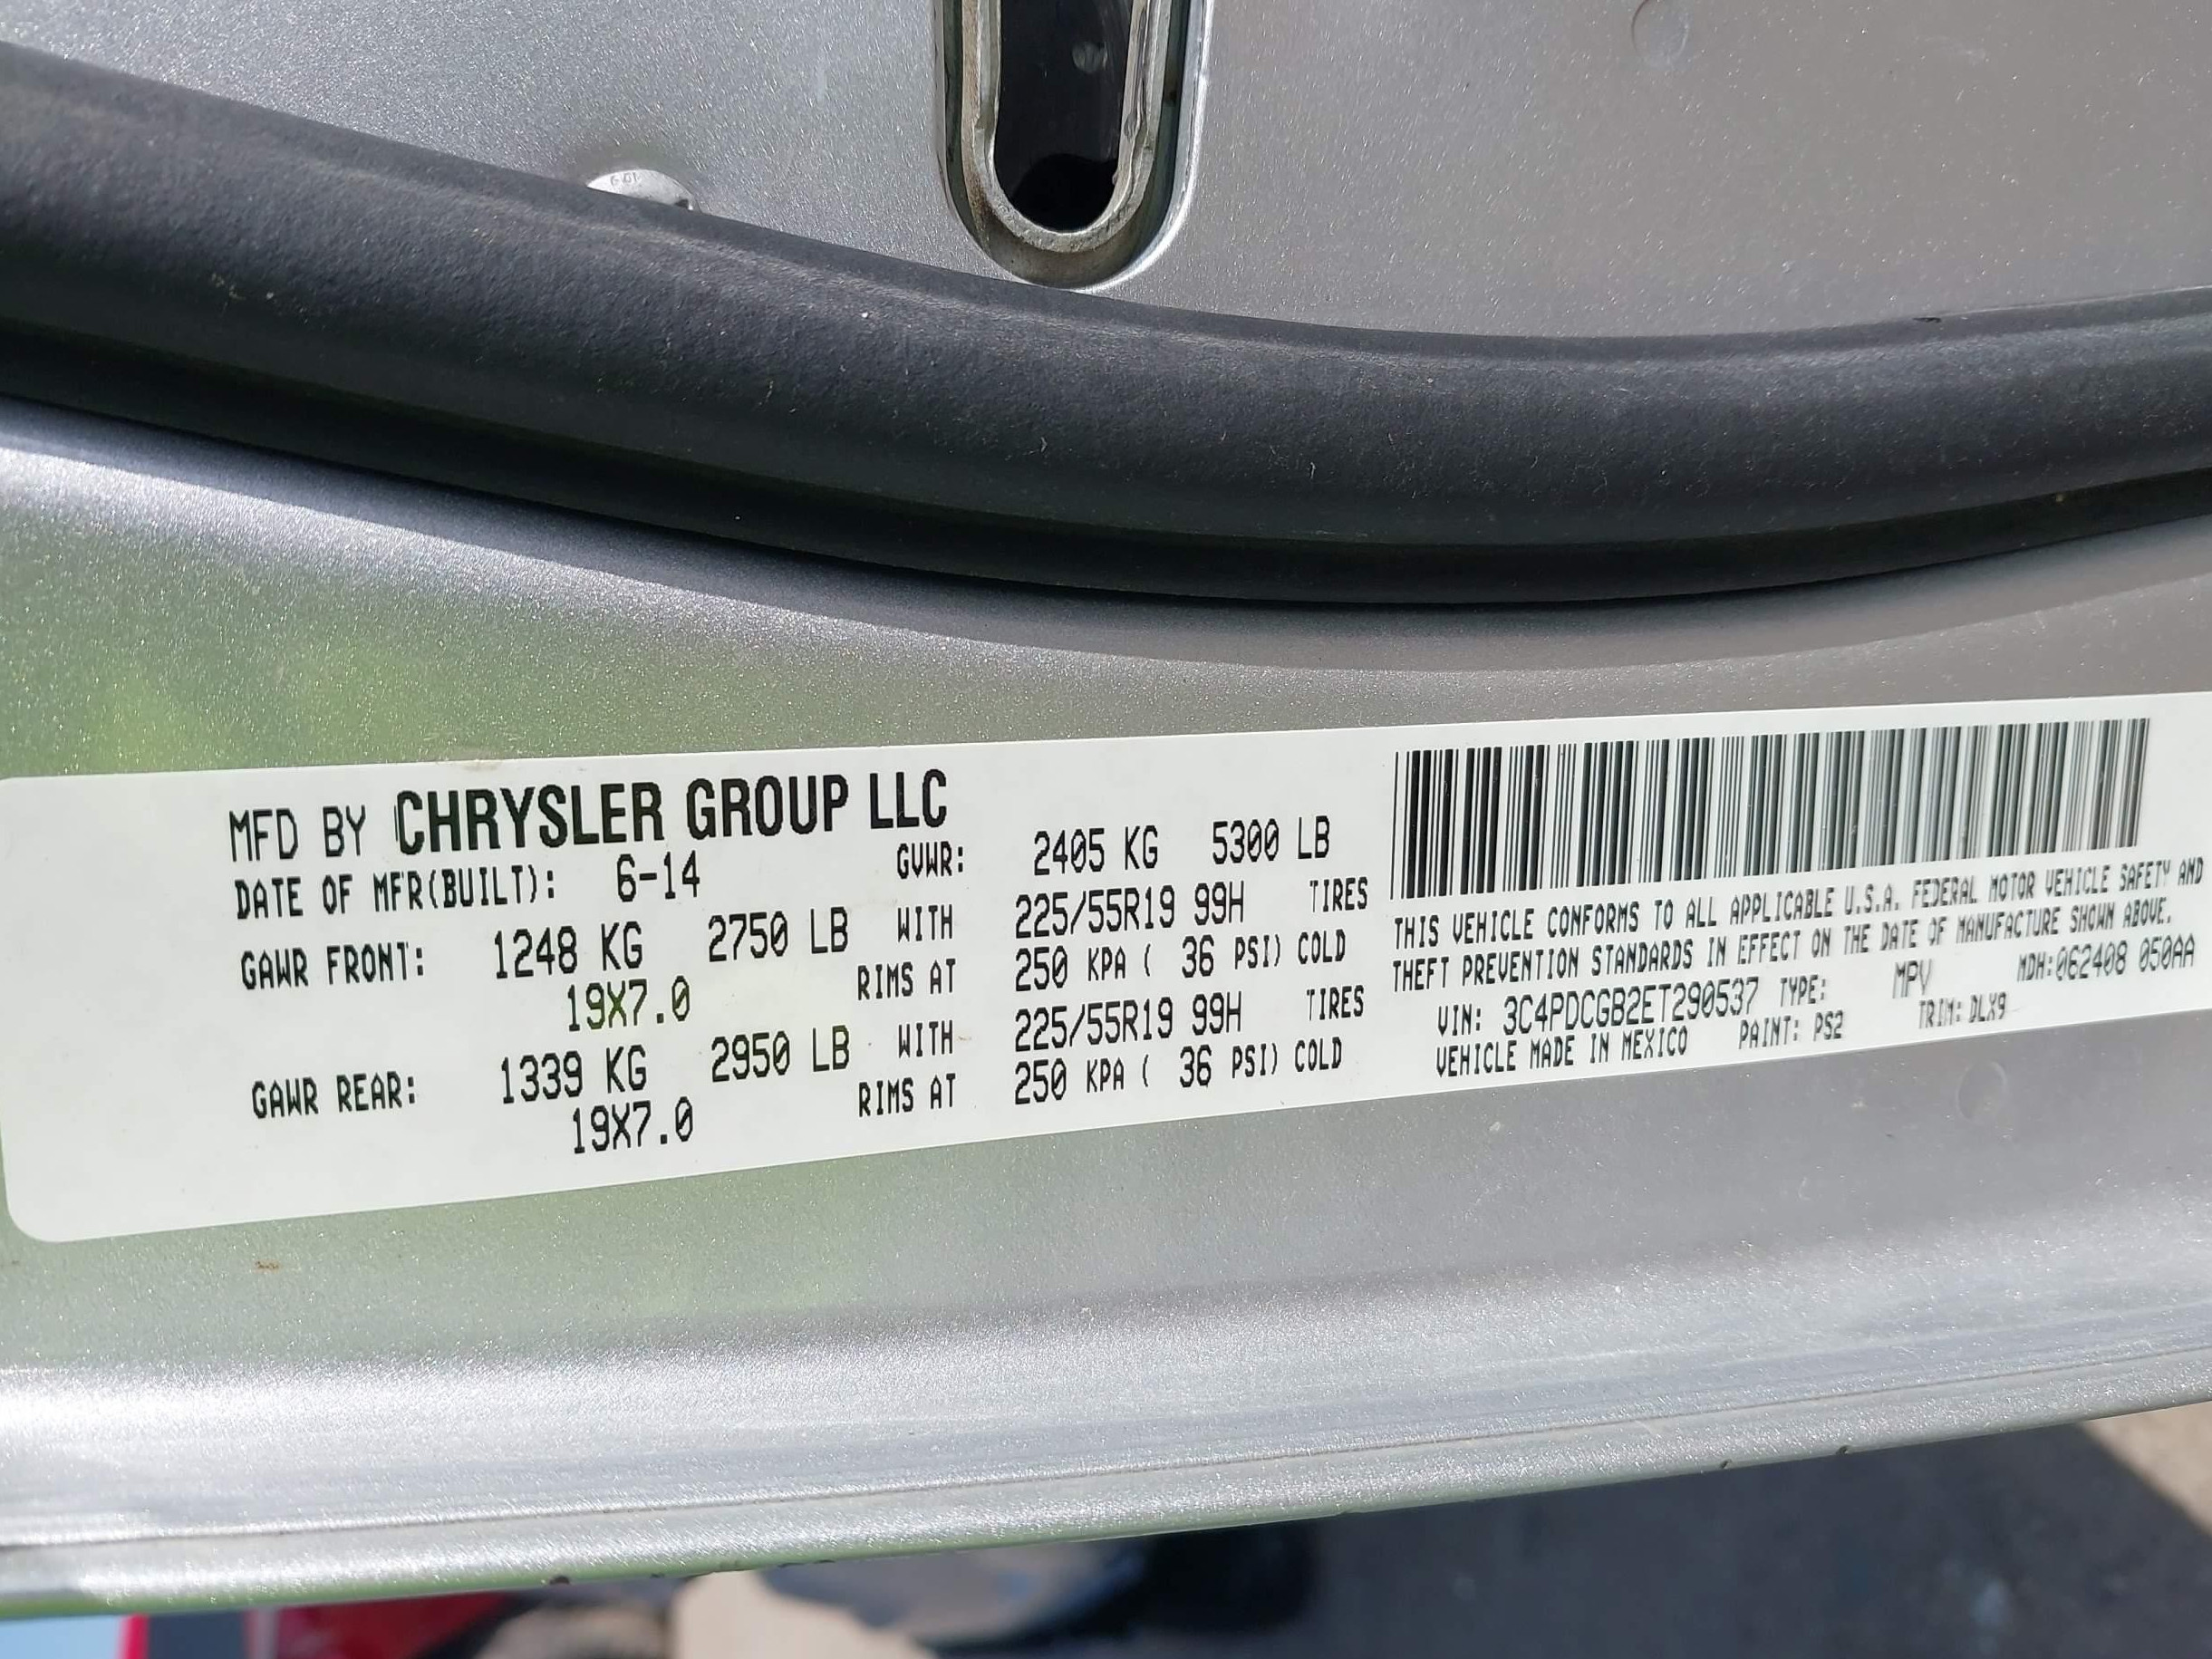 MFD BY CHRYSLER GROUP LLC
DATE OF MFR(BUILT): 6-14 GVWR: 2405 KG 5300 LB
GAWR FRONT: 1248 KG 2750 LB WITH 225/55R19 99H TIRES
19X7.0 RIMS AT 250 KPA ( 36 PSI) COLD
GAWR REAR: 1339 KG 2950 LB WITH 225/55R19 99H TIRES
19X7.0 RIMS AT 250 KPA ( 36 PSI) COLD
THIS VEHICLE CONFORMS TO ALL APPLICABLE U.S.A. FEDERAL MOTOR VEHICLE SAFETY AND
THEFT PREVENTION STANDARDS IN EFFECT ON THE DATE OF MANUFACTURE SHOWN ABOVE.
VIN: 3C4PDCGB2ET290537 TYPE: MPV MDH:062408 050AA
VEHICLE MADE IN MEXICO PAINT: PS2 TRIM: DLX9